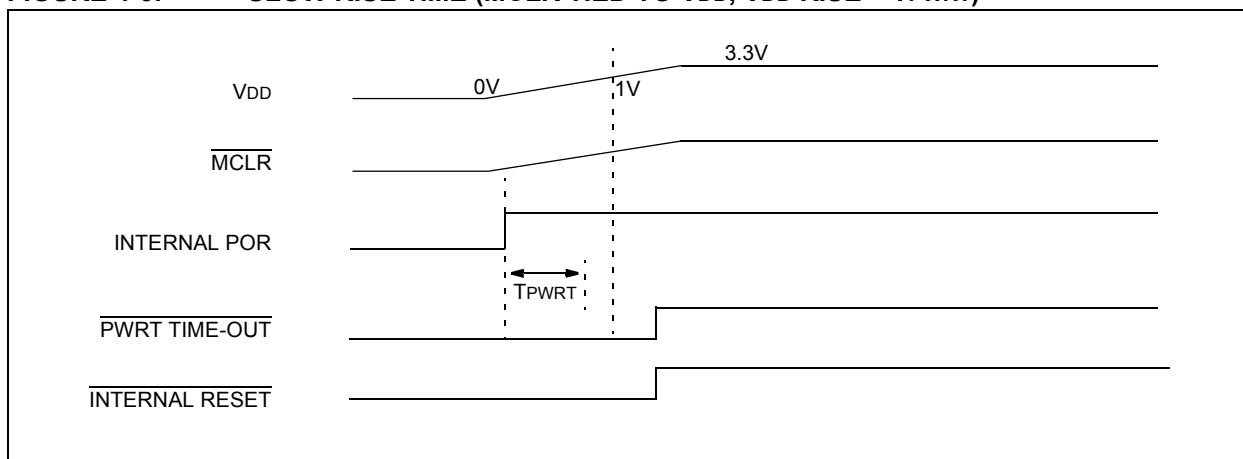 0V
1V
3.3V
VDD
MCLR
INTERNAL POR
TPWRT
PWRT TIME-OUT
INTERNAL RESET